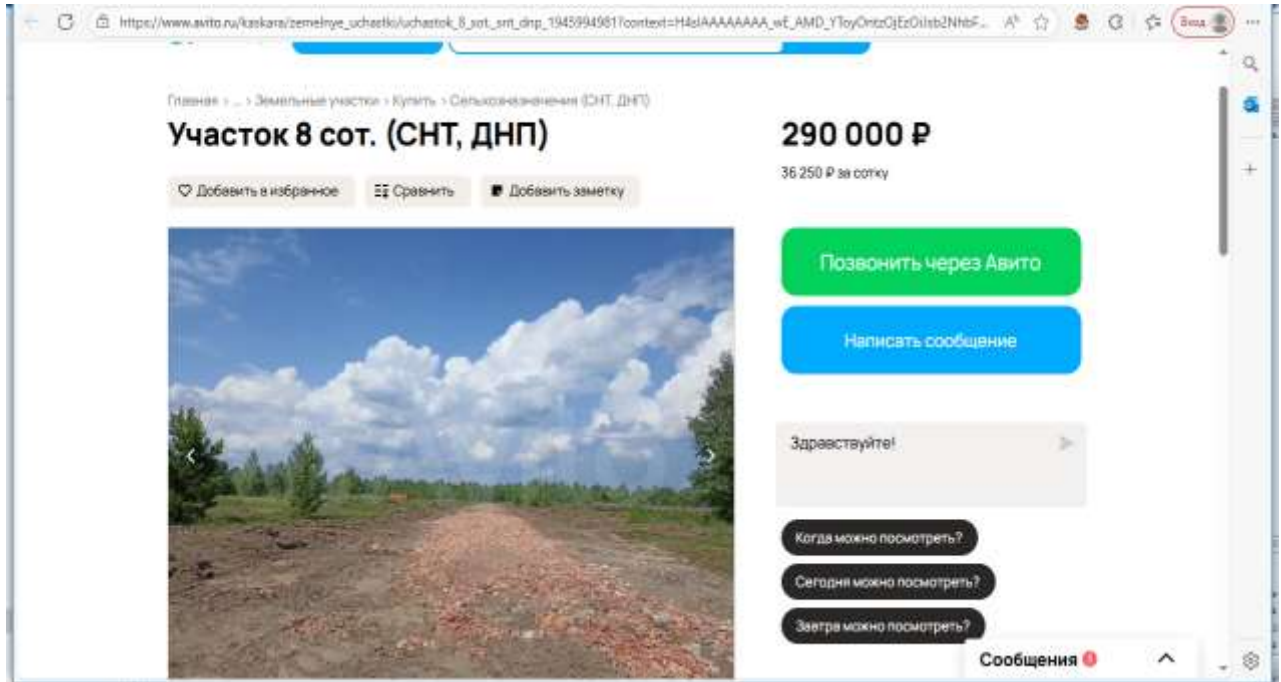 Главная > ... > Земельные участки > Купить > Сельхозназначения (СНТ, ДНП)
Участок 8 сот. (СНТ, ДНП)
290 000 ₽
36 250 ₽ за сотку
Добавить в избранное
Сравнить
Добавить заметку
Позвонить через Авито
Написать сообщение
Здравствуйте!
Когда можно посмотреть?
Сегодня можно посмотреть?
Завтра можно посмотреть?
Сообщения